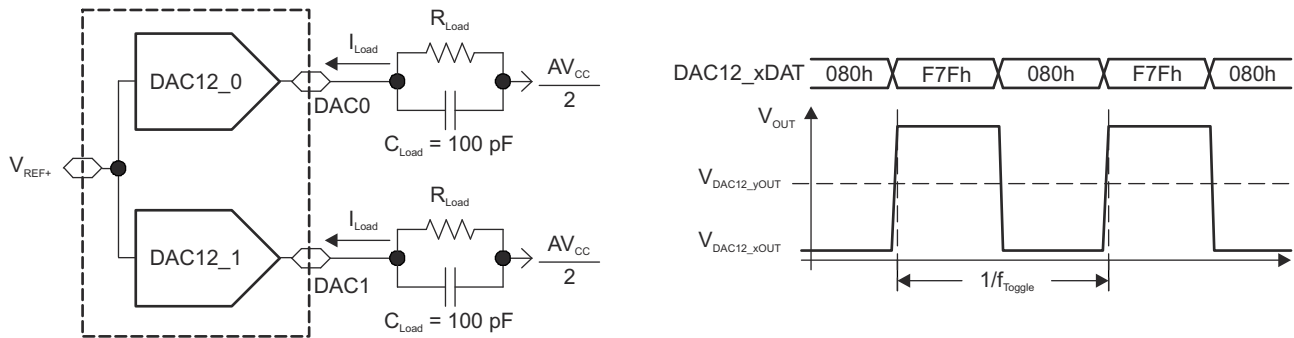 R_Load
I_Load
AV_CC
2
DAC12_0
DAC0
C_Load = 100 pF
V_REF+
R_Load
I_Load
AV_CC
2
DAC12_1
DAC1
C_Load = 100 pF
DAC12_xDAT 080h F7Fh 080h F7Fh 080h
V_OUT
V_DAC12_yOUT
V_DAC12_xOUT
1/f_Toggle